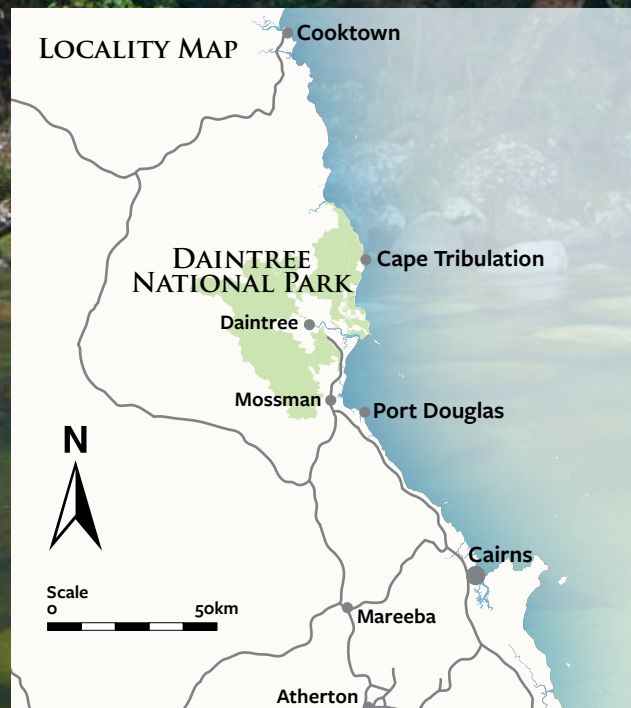 Locality Map
Cooktown
Daintree
National Park
Cape Tribulation
Daintree
Mossman
Port Douglas
N
Cairns
Scale
0
50km
Mareeba
Atherton